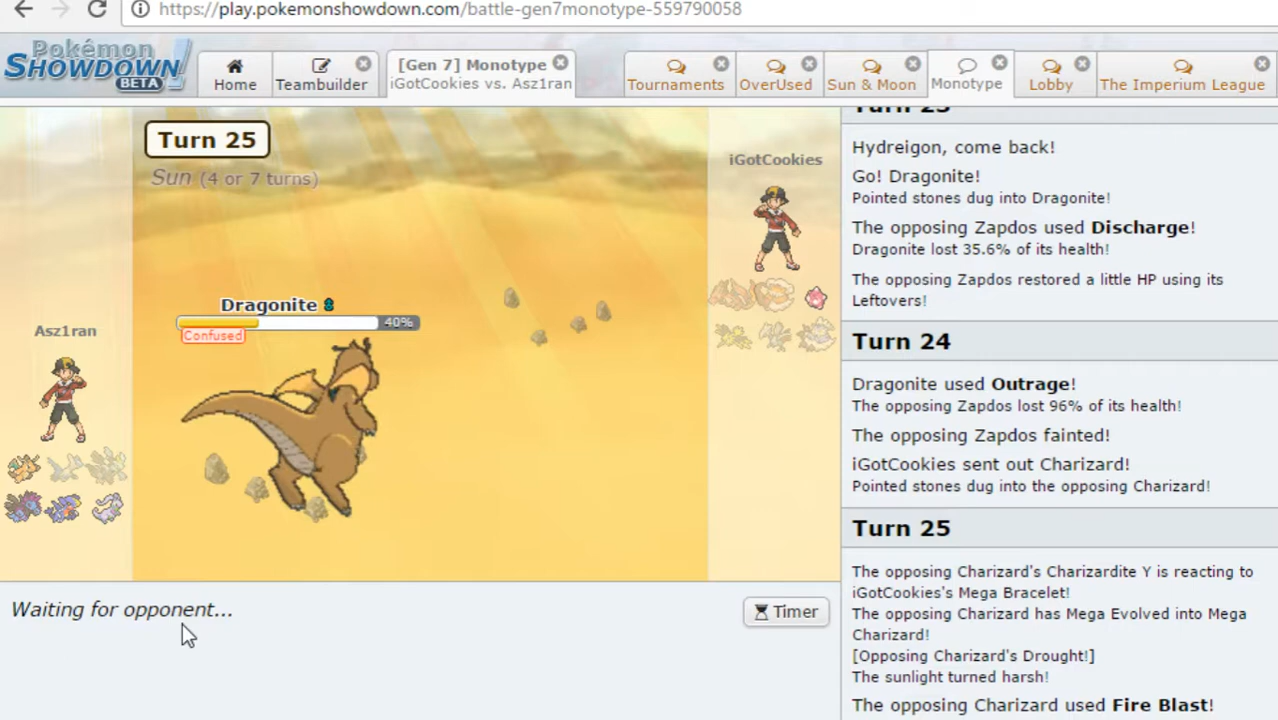 https://play.pokemonshowdown.com/battle-gen7monotype-559790058
Pokémon
SHOWDOWN!
BETA
Home
Teambuilder
[Gen 7] Monotype
iGotCookies vs. Asz1ran
Tournaments
OverUsed
Sun & Moon
Monotype
Lobby
The Imperium League
Turn 25
Sun (4 or 7 turns)
iGotCookies
Dragonite
40%
Confused
Asz1ran
Waiting for opponent...
Timer
Turn 23
Hydreigon, come back!
Go! Dragonite!
Pointed stones dug into Dragonite!
The opposing Zapdos used Discharge!
Dragonite lost 35.6% of its health!
The opposing Zapdos restored a little HP using its
Leftovers!
Turn 24
Dragonite used Outrage!
The opposing Zapdos lost 96% of its health!
The opposing Zapdos fainted!
iGotCookies sent out Charizard!
Pointed stones dug into the opposing Charizard!
Turn 25
The opposing Charizard's Charizardite Y is reacting to
iGotCookies's Mega Bracelet!
The opposing Charizard has Mega Evolved into Mega
Charizard!
[Opposing Charizard's Drought!]
The sunlight turned harsh!
The opposing Charizard used Fire Blast!